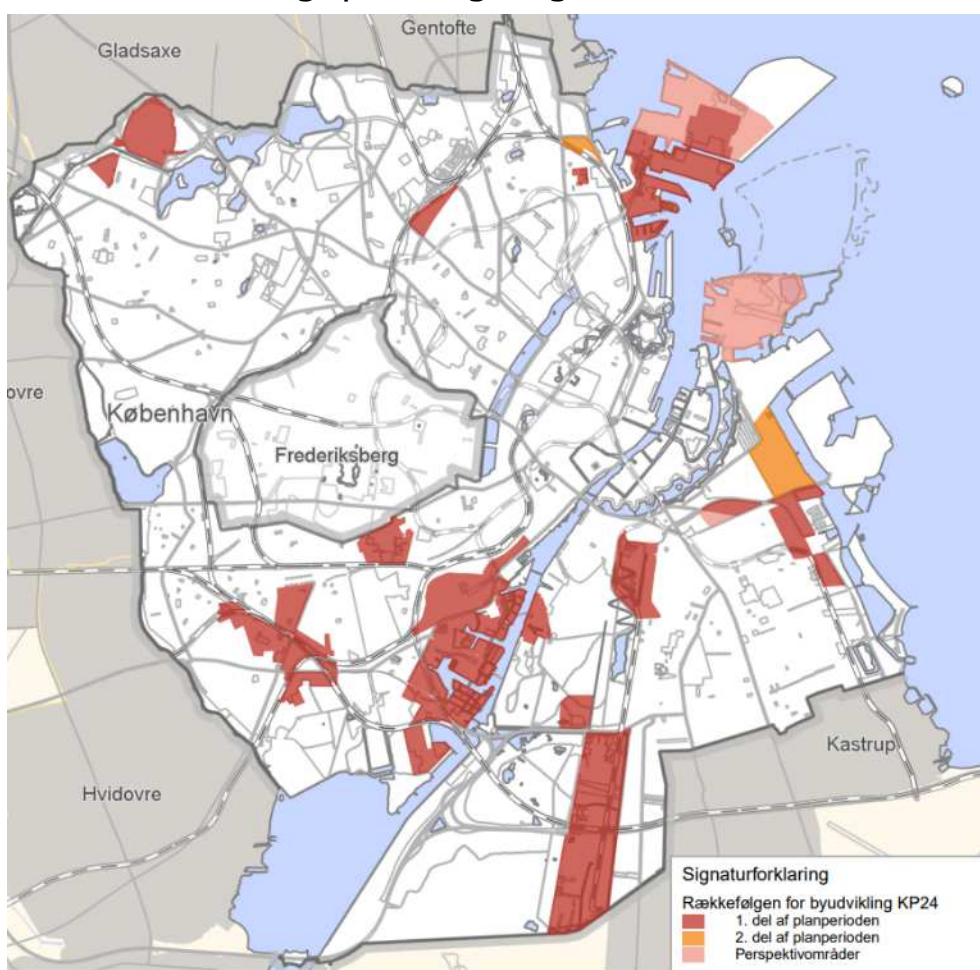 Gentofte
Gladsaxe
ovre
København
Frederiksberg
Kastrup
Hvidovre
Signaturforklaring
Rækkefølgen for byudvikling KP24
1. del af planperioden
2. del af planperioden
Perspektivområder